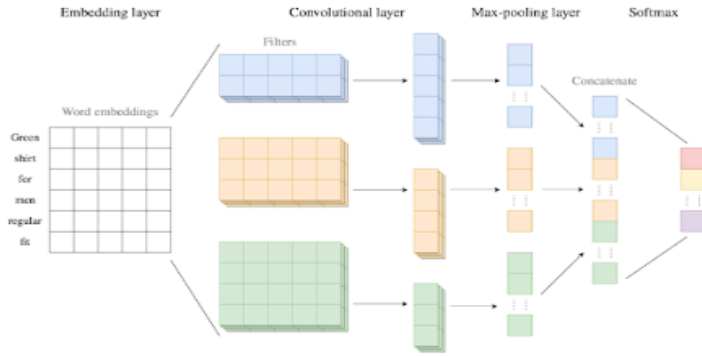 Embedding layer
Convolutional layer
Max-pooling layer
Softmax
Filters
Concatenate
Word embeddings
Green
shirt
for
men
regular
fit